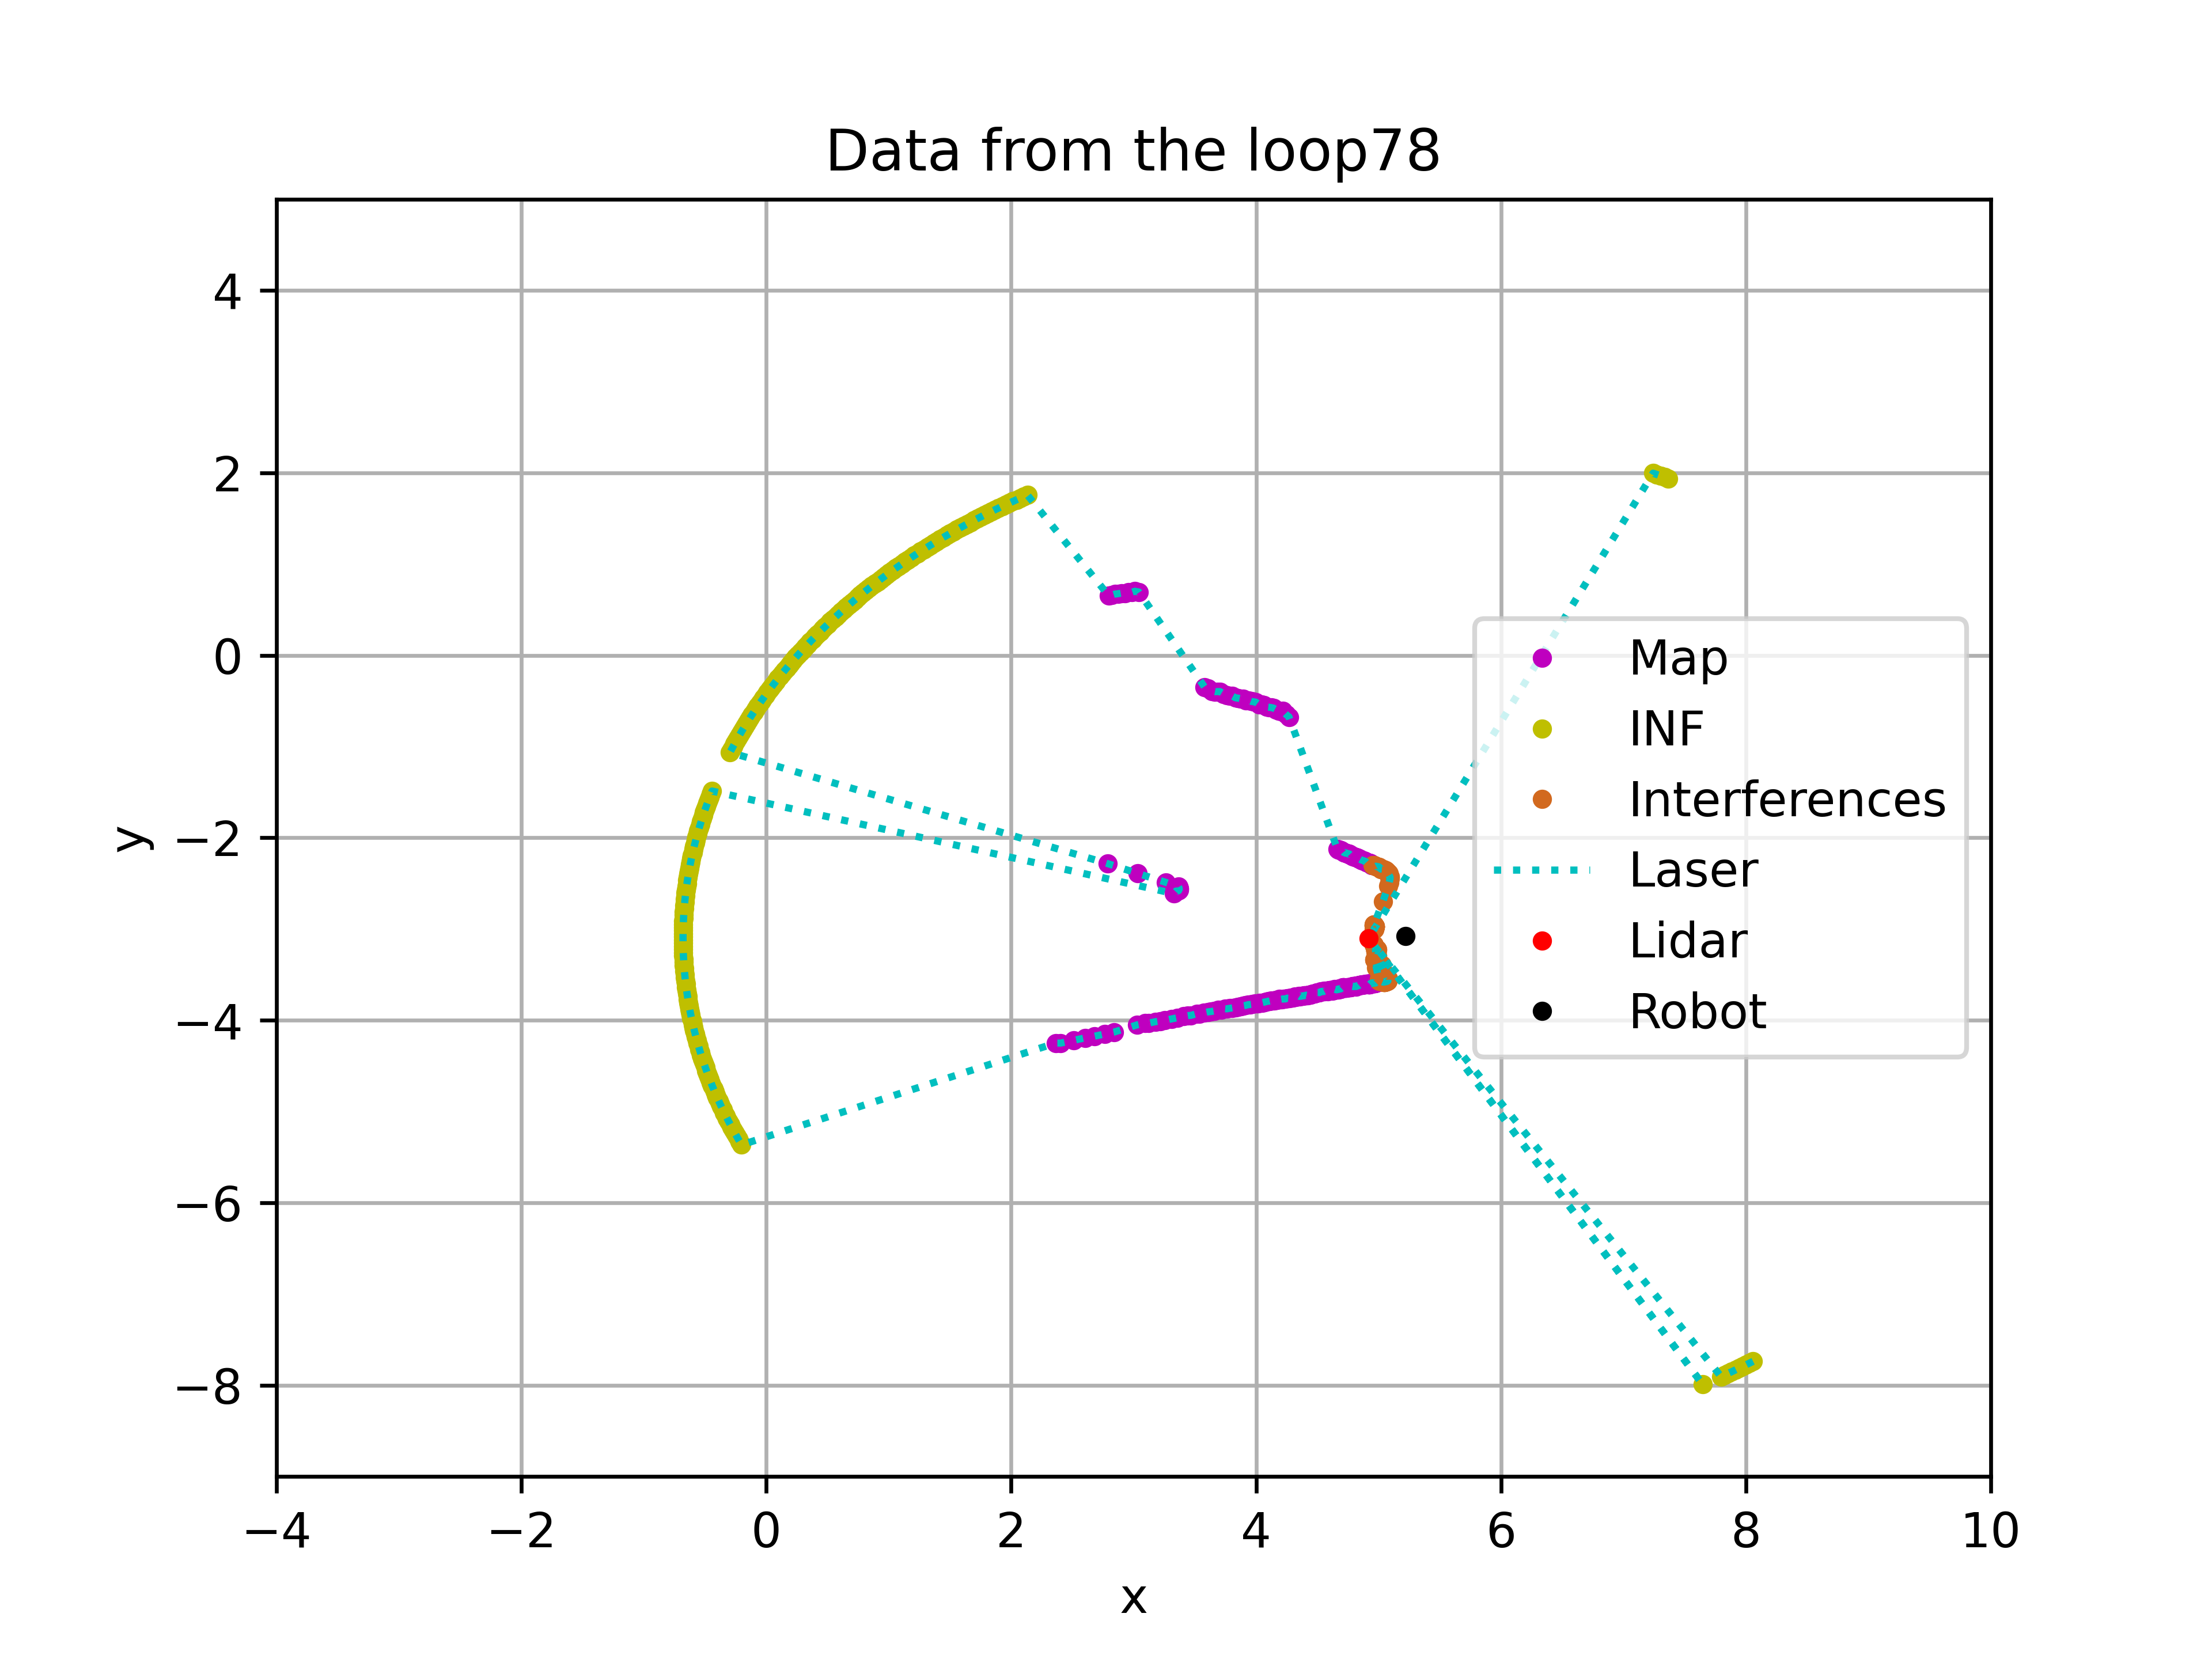 Data from the loop78
4
2
0
−2
−4
−6
−8
y
−4
−2
0
2
4
6
8
10
x
Map
INF
Interferences
Laser
Lidar
Robot